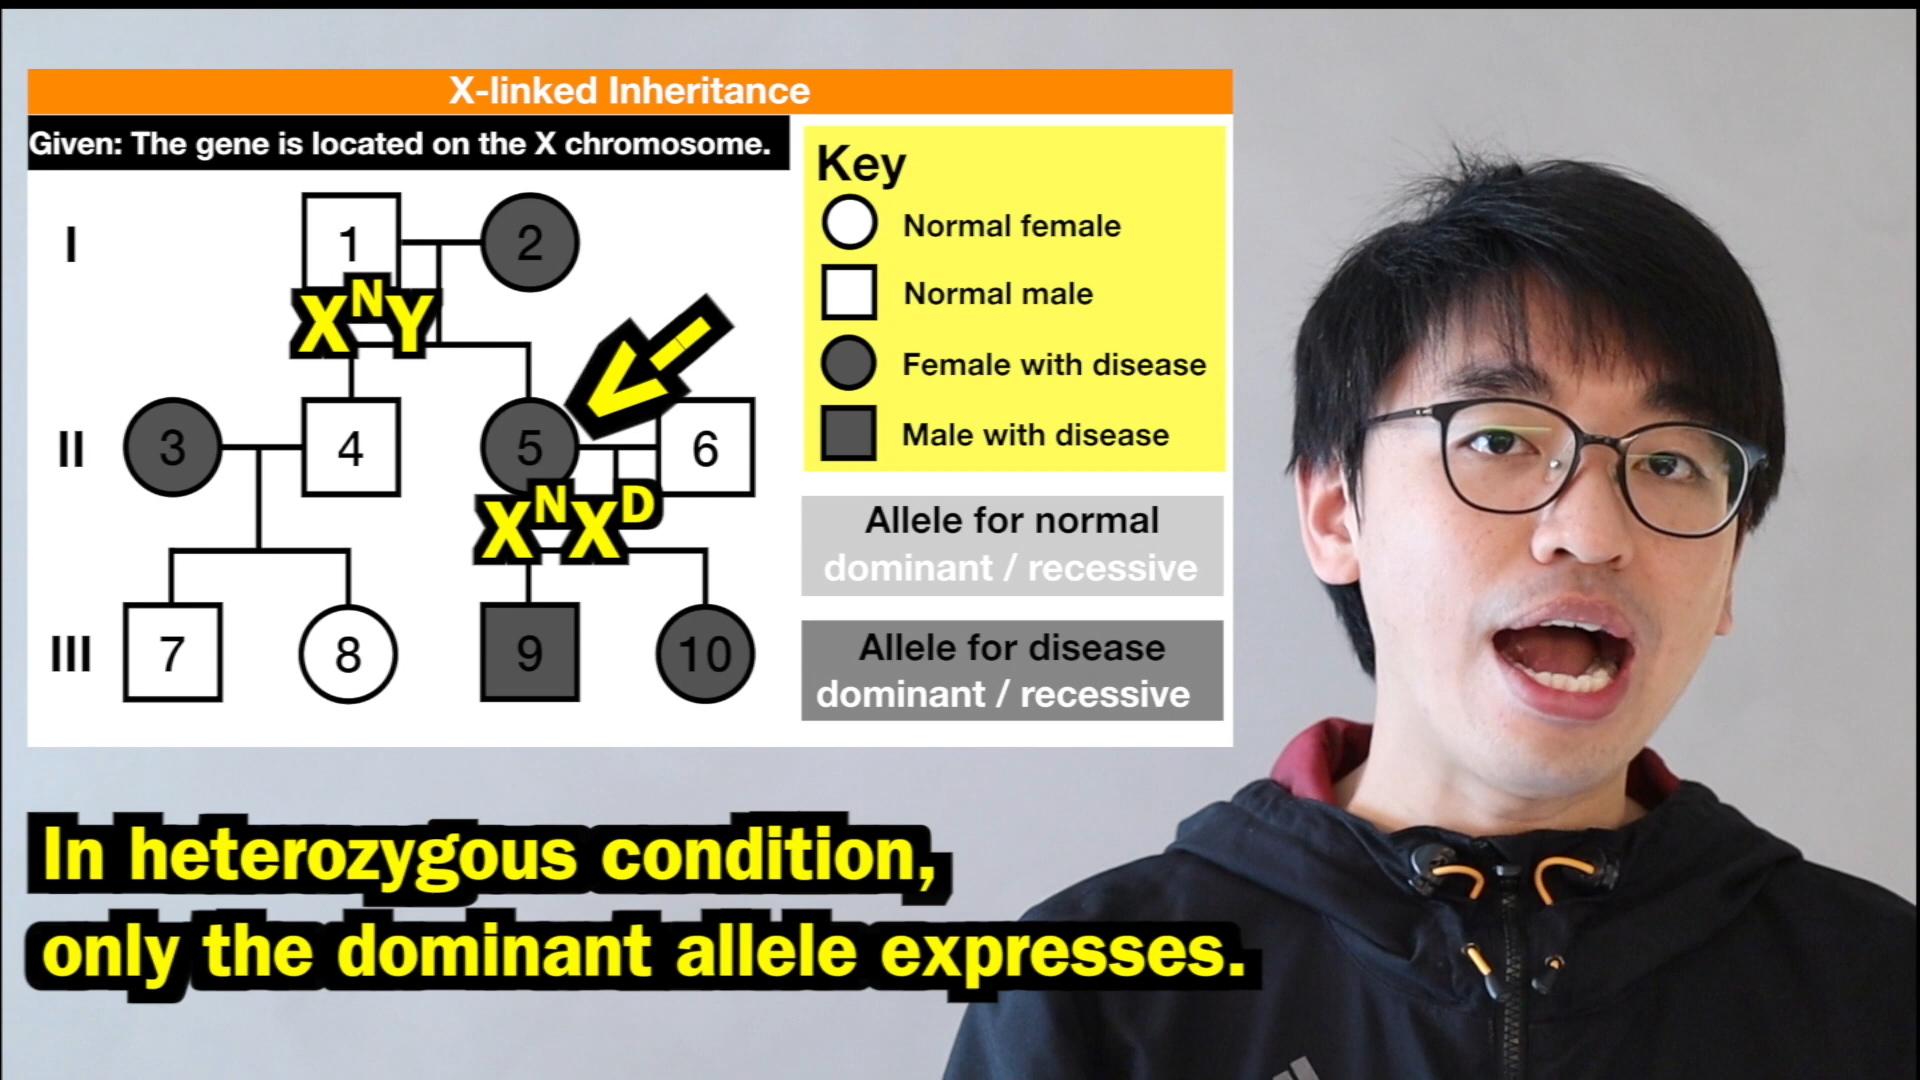 X-linked Inheritance
Given: The gene is located on the X chromosome.
Key
Normal female
Normal male
Female with disease
Male with disease
I
1
2
XᴺY
II
3
4
5
6
XᴺXᴰ
III
7
8
9
10
Allele for normal
dominant / recessive
Allele for disease
dominant / recessive
In heterozygous condition,
only the dominant allele expresses.